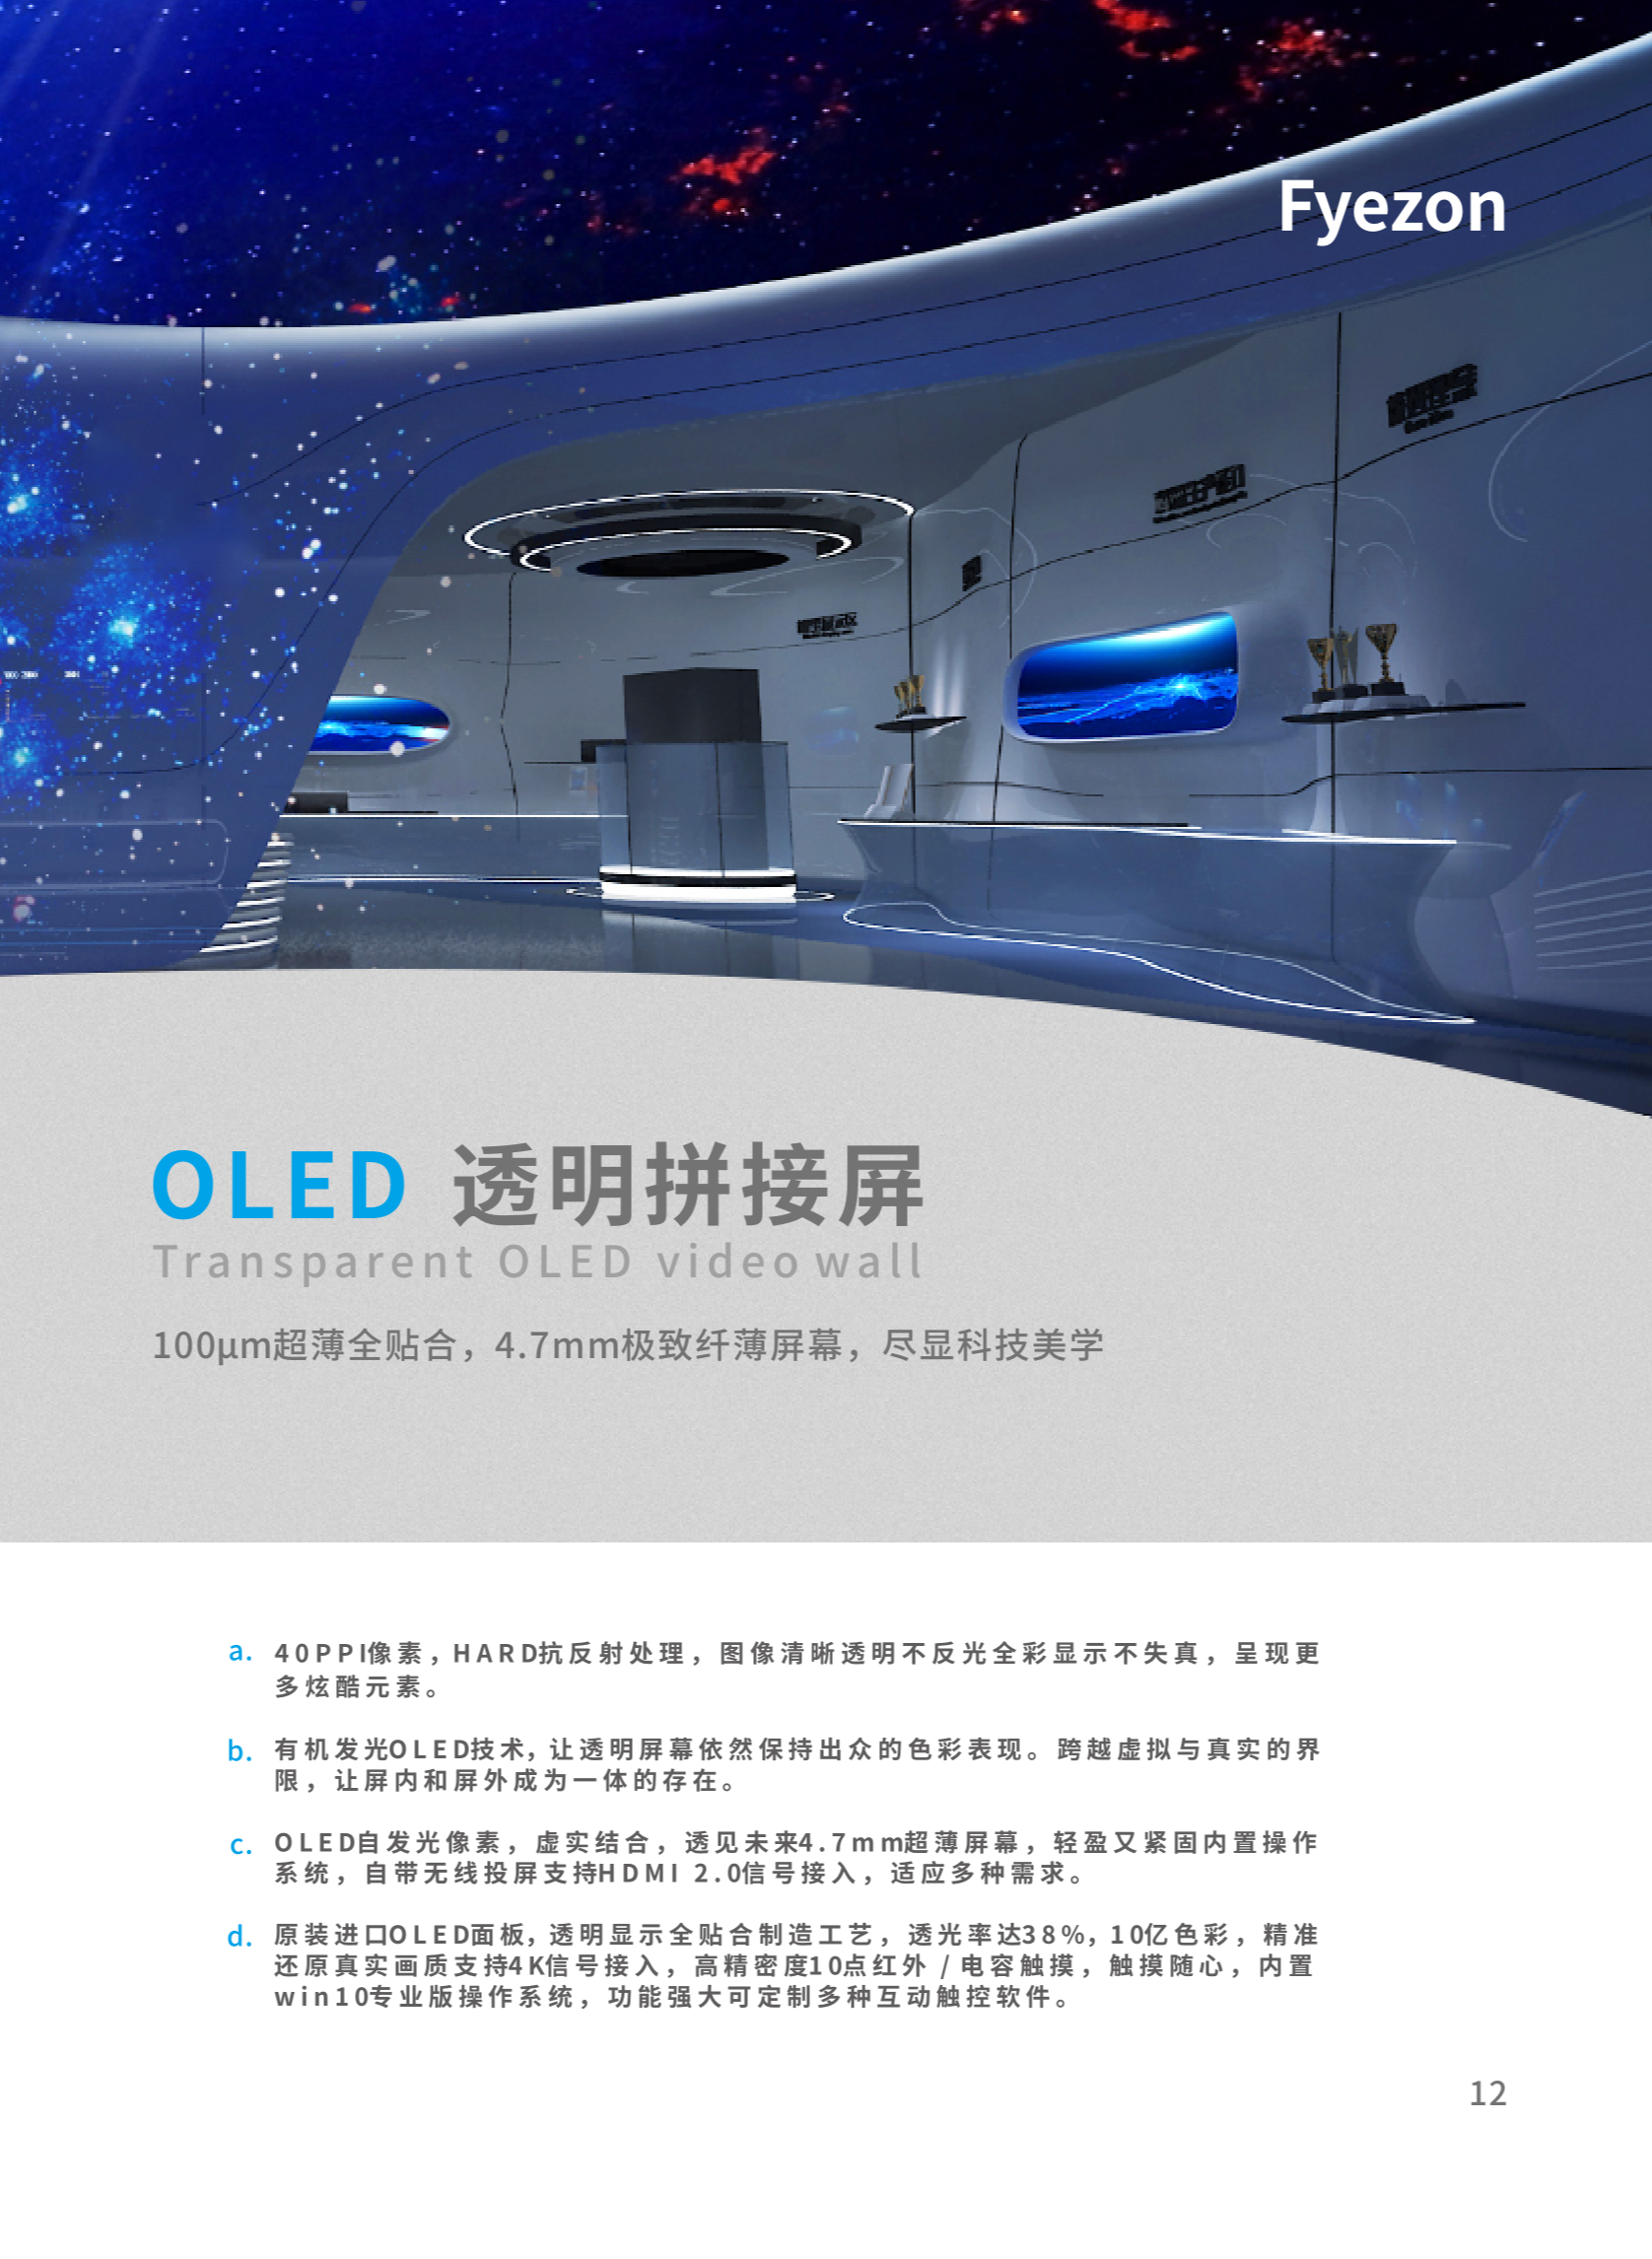 Fyezon
OLED 透明拼接屏
Transparent OLED video wall
100μm超薄全贴合，4.7mm极致纤薄屏幕，尽显科技美学
a. 40PPI像素，HARD抗反射处理，图像清晰透明不反光全彩显示不失真，呈现更
多炫酷元素。
b. 有机发光OLED技术，让透明屏幕依然保持出众的色彩表现。跨越虚拟与真实的界
限，让屏内和屏外成为一体的存在。
c. OLED自发光像素，虚实结合，透见未来4.7mm超薄屏幕，轻盈又紧固内置操作
系统，自带无线投屏支持HDMI 2.0信号接入，适应多种需求。
d. 原装进口OLED面板，透明显示全贴合制造工艺，透光率达38%，10亿色彩，精准
还原真实画质支持4K信号接入，高精密度10点红外 / 电容触摸，触摸随心，内置
win10专业版操作系统，功能强大可定制多种互动触控软件。
12